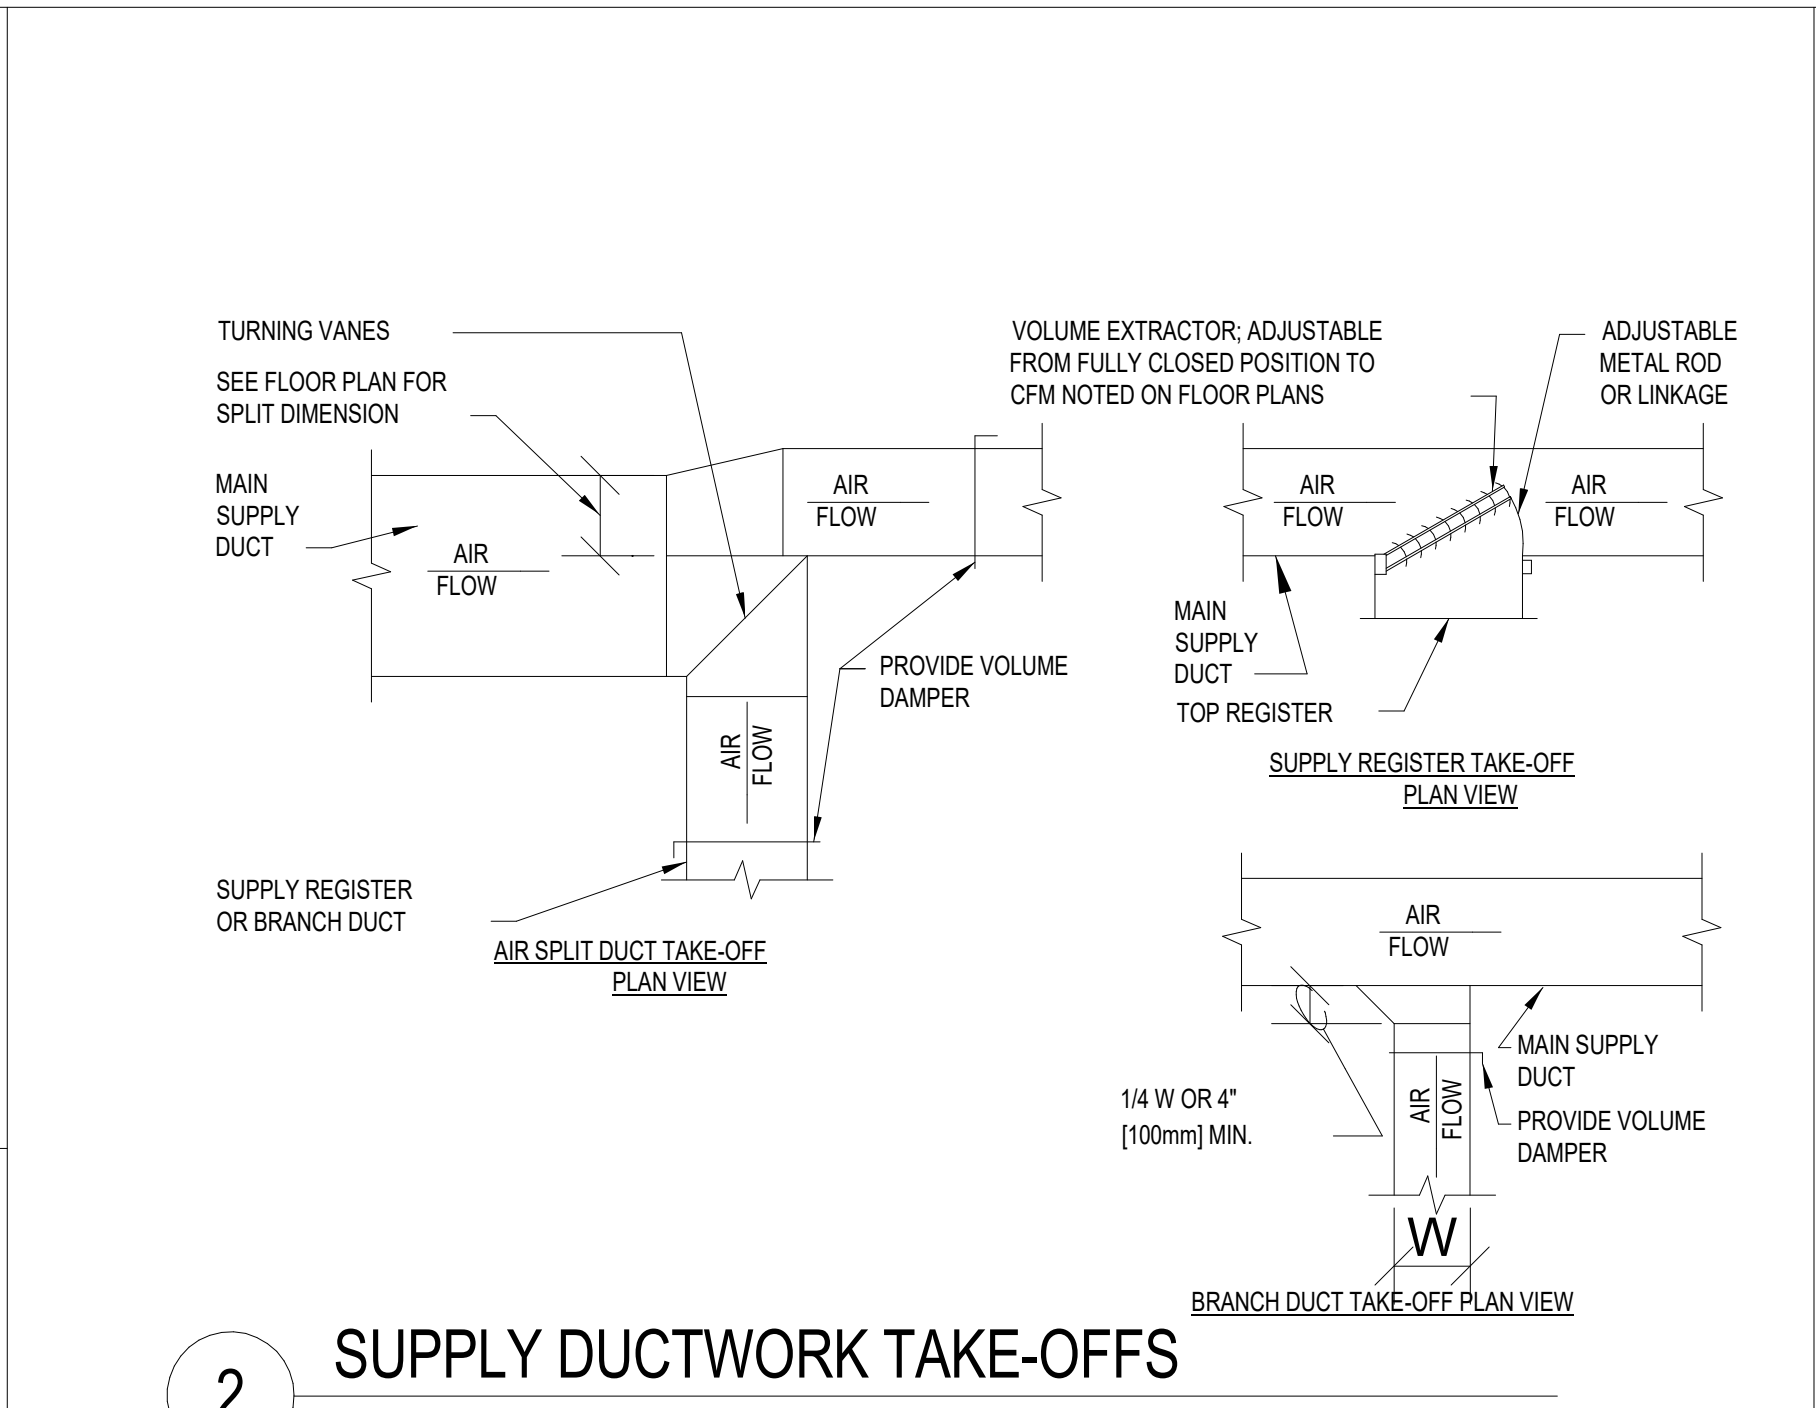 TURNING VANES
SEE FLOOR PLAN FOR
SPLIT DIMENSION
MAIN
SUPPLY
DUCT
AIR
FLOW
AIR
FLOW
PROVIDE VOLUME
DAMPER
AIR
FLOW
SUPPLY REGISTER
OR BRANCH DUCT
AIR SPLIT DUCT TAKE-OFF
PLAN VIEW
VOLUME EXTRACTOR; ADJUSTABLE
FROM FULLY CLOSED POSITION TO
CFM NOTED ON FLOOR PLANS
ADJUSTABLE
METAL ROD
OR LINKAGE
AIR
FLOW
AIR
FLOW
MAIN
SUPPLY
DUCT
TOP REGISTER
SUPPLY REGISTER TAKE-OFF
PLAN VIEW
AIR
FLOW
MAIN SUPPLY
DUCT
1/4 W OR 4"
[100mm] MIN.
AIR
FLOW
PROVIDE VOLUME
DAMPER
W
BRANCH DUCT TAKE-OFF PLAN VIEW
2
SUPPLY DUCTWORK TAKE-OFFS